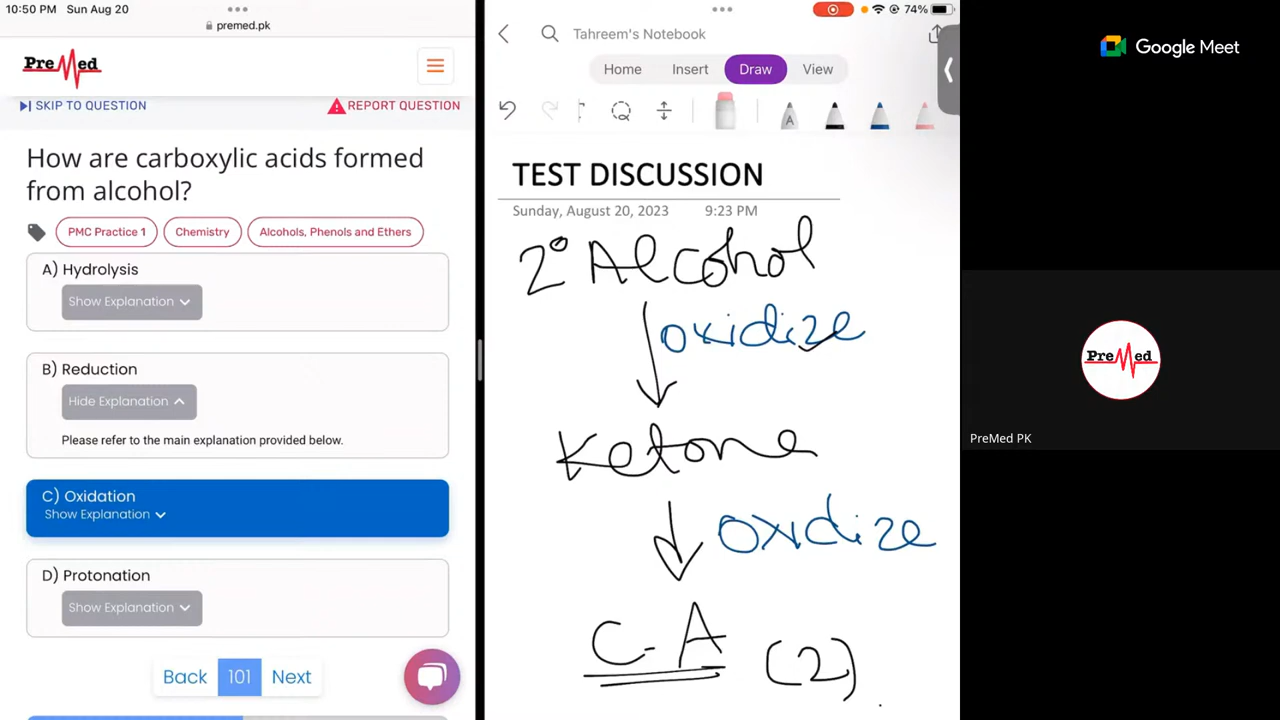 10:50 PM Sun Aug 20
premed.pk
PreMed
SKIP TO QUESTION
REPORT QUESTION
How are carboxylic acids formed
from alcohol?
PMC Practice 1
Chemistry
Alcohols, Phenols and Ethers
A) Hydrolysis
Show Explanation
B) Reduction
Hide Explanation
Please refer to the main explanation provided below.
C) Oxidation
Show Explanation
D) Protonation
Show Explanation
Back 101 Next
74%
Tahreem's Notebook
Home Insert Draw View
A
TEST DISCUSSION
Sunday, August 20, 2023 9:23 PM
2° Alcohol
oxidize
Ketone
oxidize
C-A (2)
Google Meet
PreMed
PreMed PK